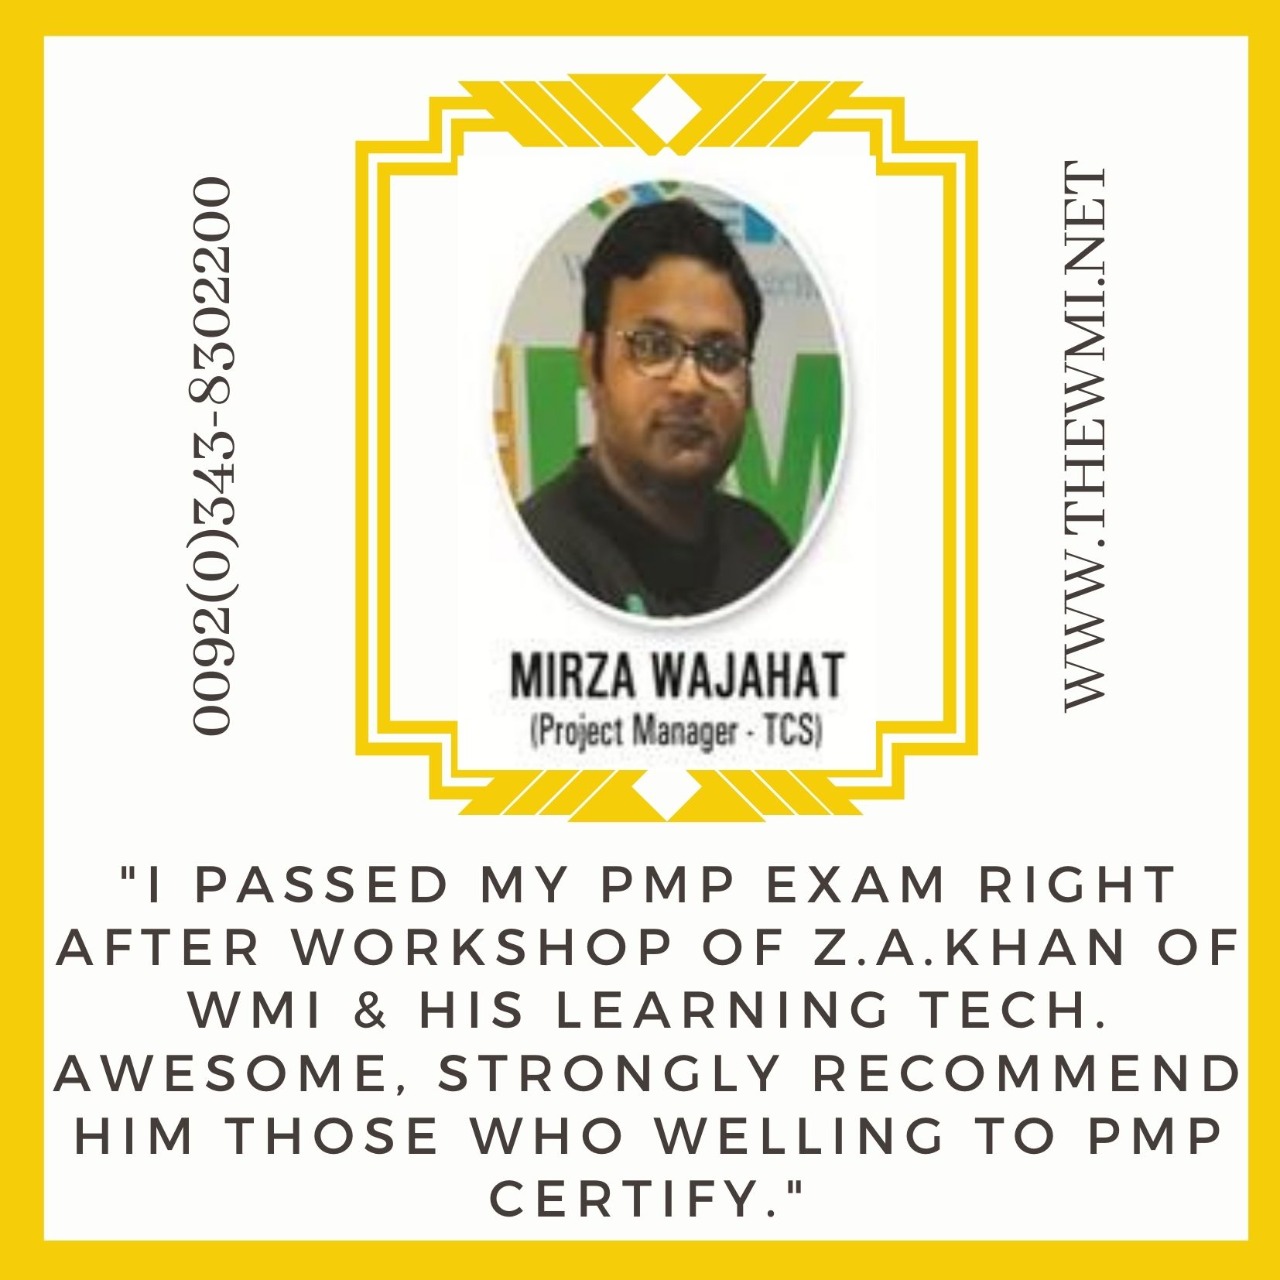 0092(0)343-8302200
WWW.THEWMI.NET
MIRZA WAJAHAT
(Project Manager - TCS)
"I PASSED MY PMP EXAM RIGHT
AFTER WORKSHOP OF Z.A.KHAN OF
WMI & HIS LEARNING TECH.
AWESOME, STRONGLY RECOMMEND
HIM THOSE WHO WELLING TO PMP
CERTIFY."